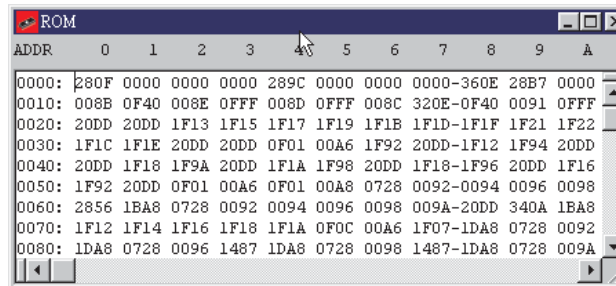 ROM
ADDR 0 1 2 3 4 5 6 7 8 9 A
0000: 280F 0000 0000 0000 289C 0000 0000 0000-360E 28B7 0000
0010: 008B 0F40 008E 0FFF 008D 0FFF 008C 320E-0F40 0091 0FFF
0020: 20DD 20DD 1F13 1F15 1F17 1F19 1F1B 1F1D-1F1F 1F21 1F22
0030: 1F1C 1F1E 20DD 20DD 0F01 00A6 1F92 20DD-1F12 1F94 20DD
0040: 20DD 1F18 1F9A 20DD 1F1A 1F98 20DD 1F18-1F96 20DD 1F16
0050: 1F92 20DD 0F01 00A6 0F01 00A8 0728 0092-0094 0096 0098
0060: 2856 1BA8 0728 0092 0094 0096 0098 009A-20DD 340A 1BA8
0070: 1F12 1F14 1F16 1F18 1F1A 0F0C 00A6 1F07-1DA8 0728 0092
0080: 1DA8 0728 0096 1487 1DA8 0728 0098 1487-1DA8 0728 009A